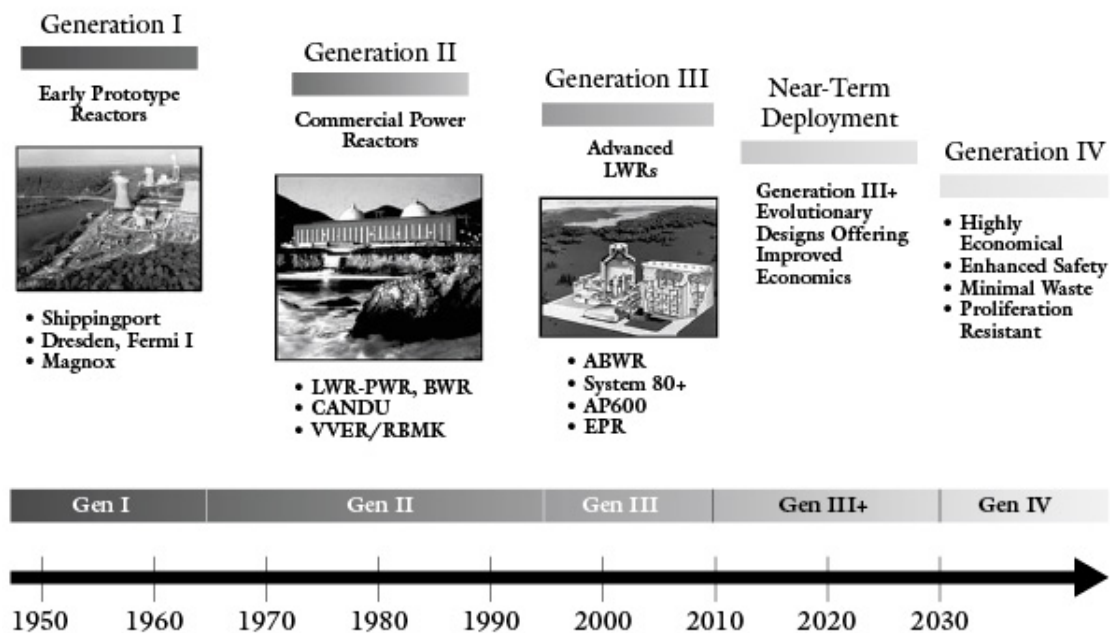 Generation I
Early Prototype
Reactors
• Shippingport
• Dresden, Fermi I
• Magnox
Generation II
Commercial Power
Reactors
• LWR-PWR, BWR
• CANDU
• VVER/RBMK
Generation III
Advanced
LWRs
• ABWR
• System 80+
• AP600
• EPR
Near-Term
Deployment
Generation III+
Evolutionary
Designs Offering
Improved
Economics
Generation IV
• Highly
Economical
• Enhanced Safety
• Minimal Waste
• Proliferation
Resistant
Gen I Gen II Gen III Gen III+ Gen IV
1950 1960 1970 1980 1990 2000 2010 2020 2030